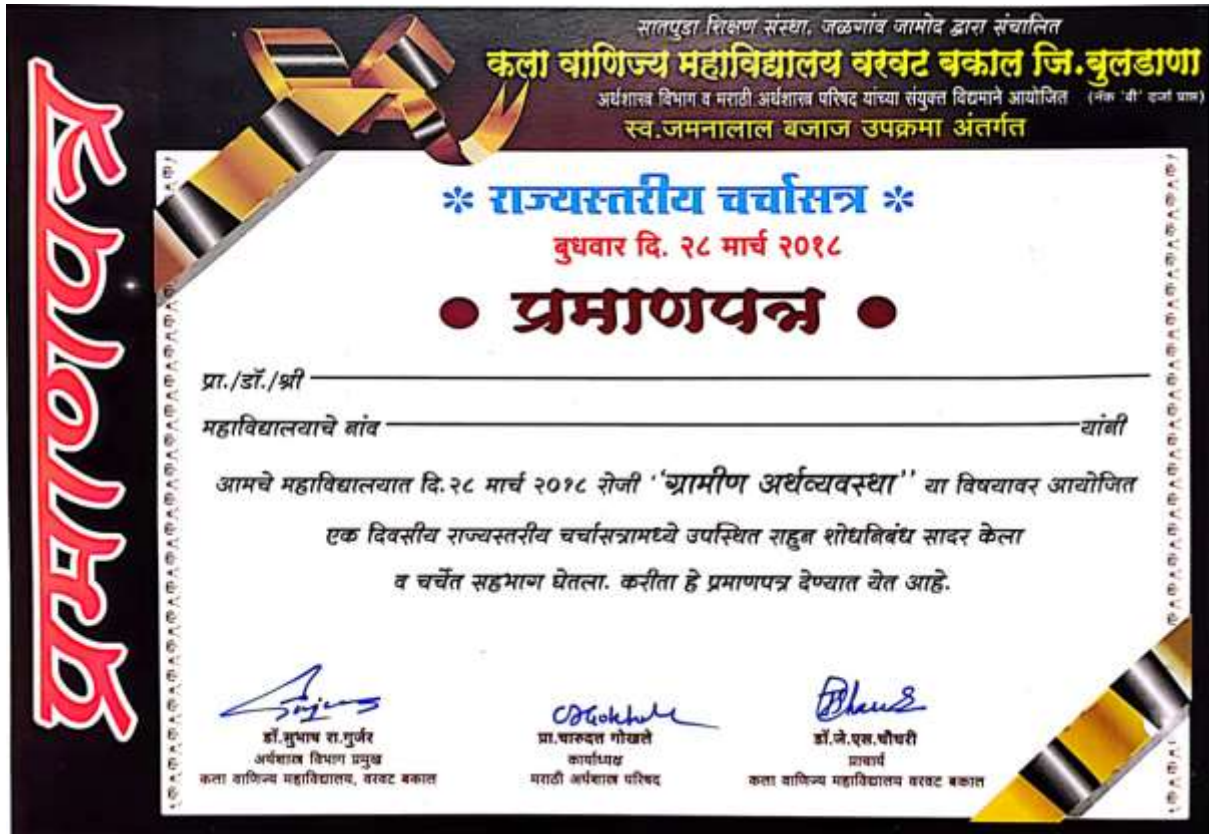 प्रमाणपत्र
सातपुडा शिक्षण संस्था, जळगांव जामोद द्वारा संचालित
कला वाणिज्य महाविद्यालय वरवट बकाल जि.बुलडाणा
अर्थशास्त्र विभाग व मराठी अर्थशास्त्र परिषद यांच्या संयुक्त विद्यमाने आयोजित (नॅक 'बी' दर्जा प्राप्त)
स्व.जमनालाल बजाज उपक्रमा अंतर्गत
* राज्यस्तरीय चर्चासत्र *
बुधवार दि. २८ मार्च २०१८
● प्रमाणपत्र ●
प्रा./डॉ./श्री
महाविद्यालयाचे नांव यांनी
आमचे महाविद्यालयात दि.२८ मार्च २०१८ रोजी ''ग्रामीण अर्थव्यवस्था'' या विषयावर आयोजित
एक दिवसीय राज्यस्तरीय चर्चासत्रामध्ये उपस्थित राहुन शोधनिबंध सादर केला
व चर्चेत सहभाग घेतला. करीता हे प्रमाणपत्र देण्यात येत आहे.
डॉ.सुभाष रा.गुर्जर
अर्थशास्त्र विभाग प्रमुख
कला वाणिज्य महाविद्यालय, वरवट बकाल
प्रा.चारुदत्त गोखले
कार्याध्यक्ष
मराठी अर्थशास्त्र परिषद
डॉ.जे.एस.चौधरी
प्राचार्य
कला वाणिज्य महाविद्यालय वरवट बकाल